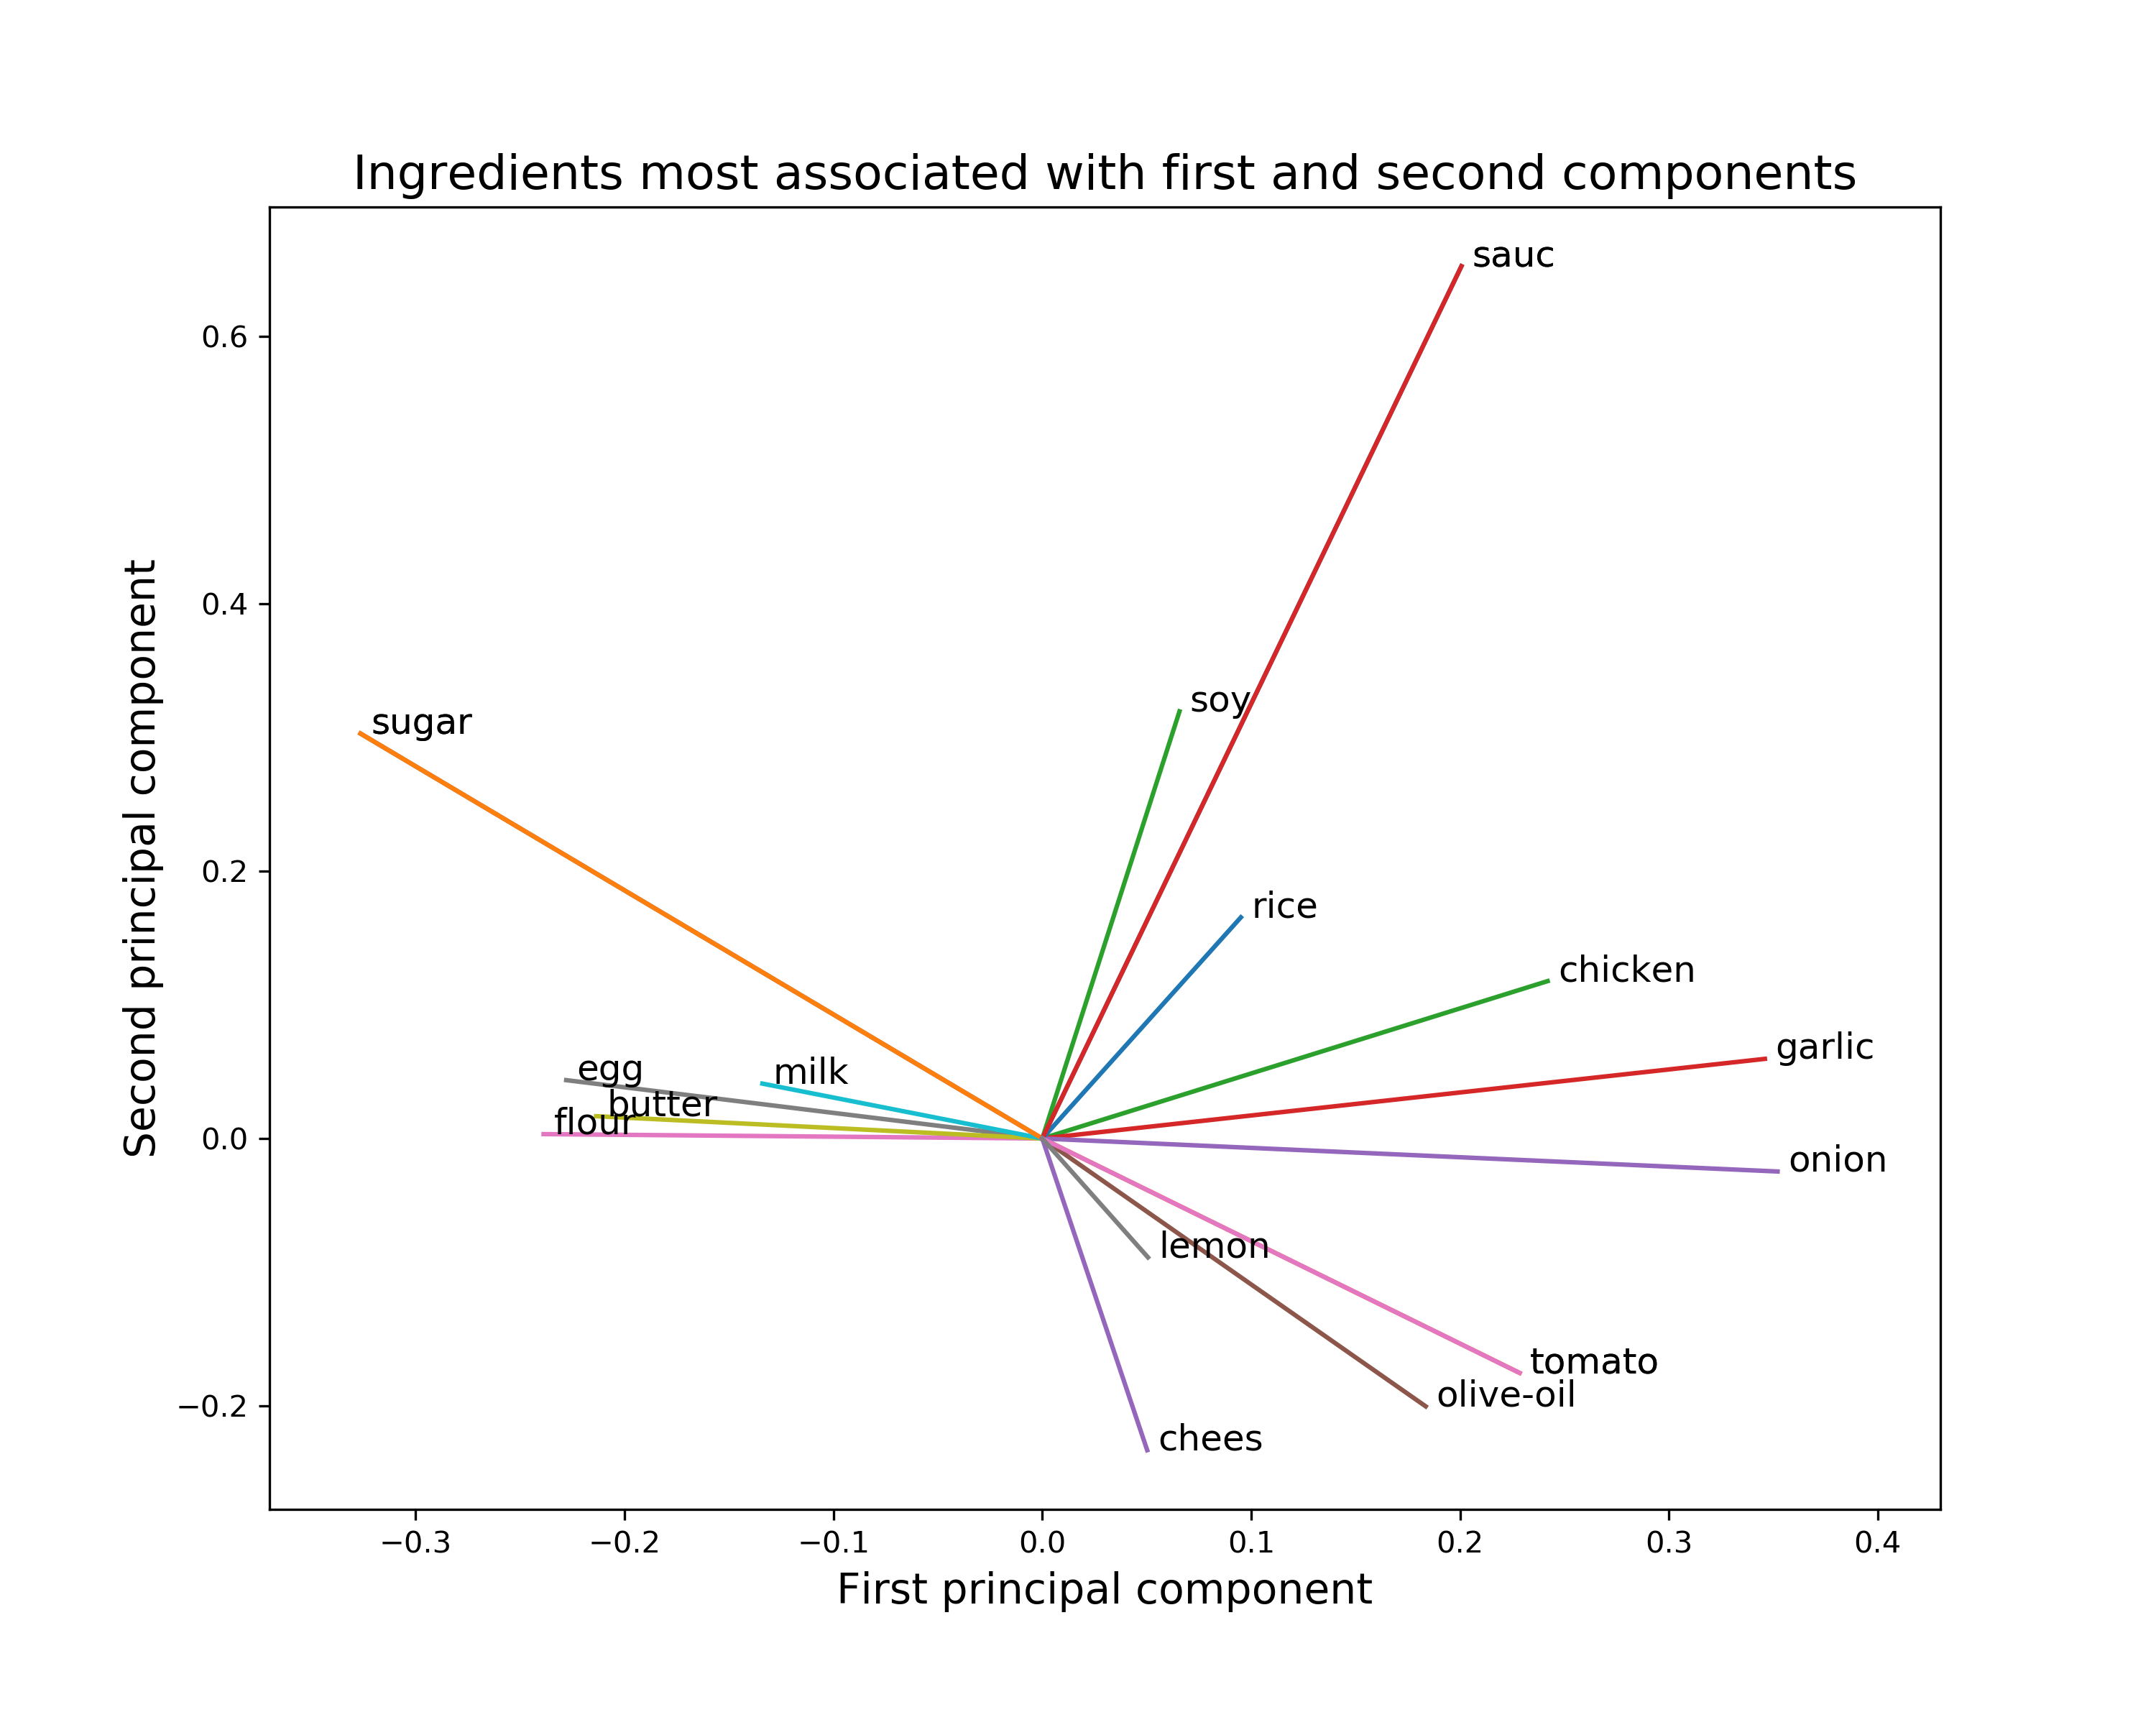 Ingredients most associated with first and second components
sauc
0.6
Second principal component
0.4
soy
sugar
0.2
rice
chicken
garlic
egg
milk
butter
flour
0.0
onion
lemon
tomato
olive-oil
−0.2
chees
−0.3 −0.2 −0.1 0.0 0.1 0.2 0.3 0.4
First principal component